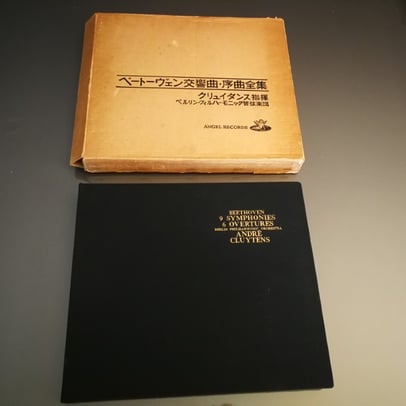 ベートーヴェン交響曲・序曲全集
クリュイタンス指揮
ベルリン・フィルハーモニック管弦楽団
ANGEL RECORDS
BEETHOVEN
9 SYMPHONIES
6 OVERTURES
BERLIN PHILHARMONIC ORCHESTRA
ANDRÉ
CLUYTENS